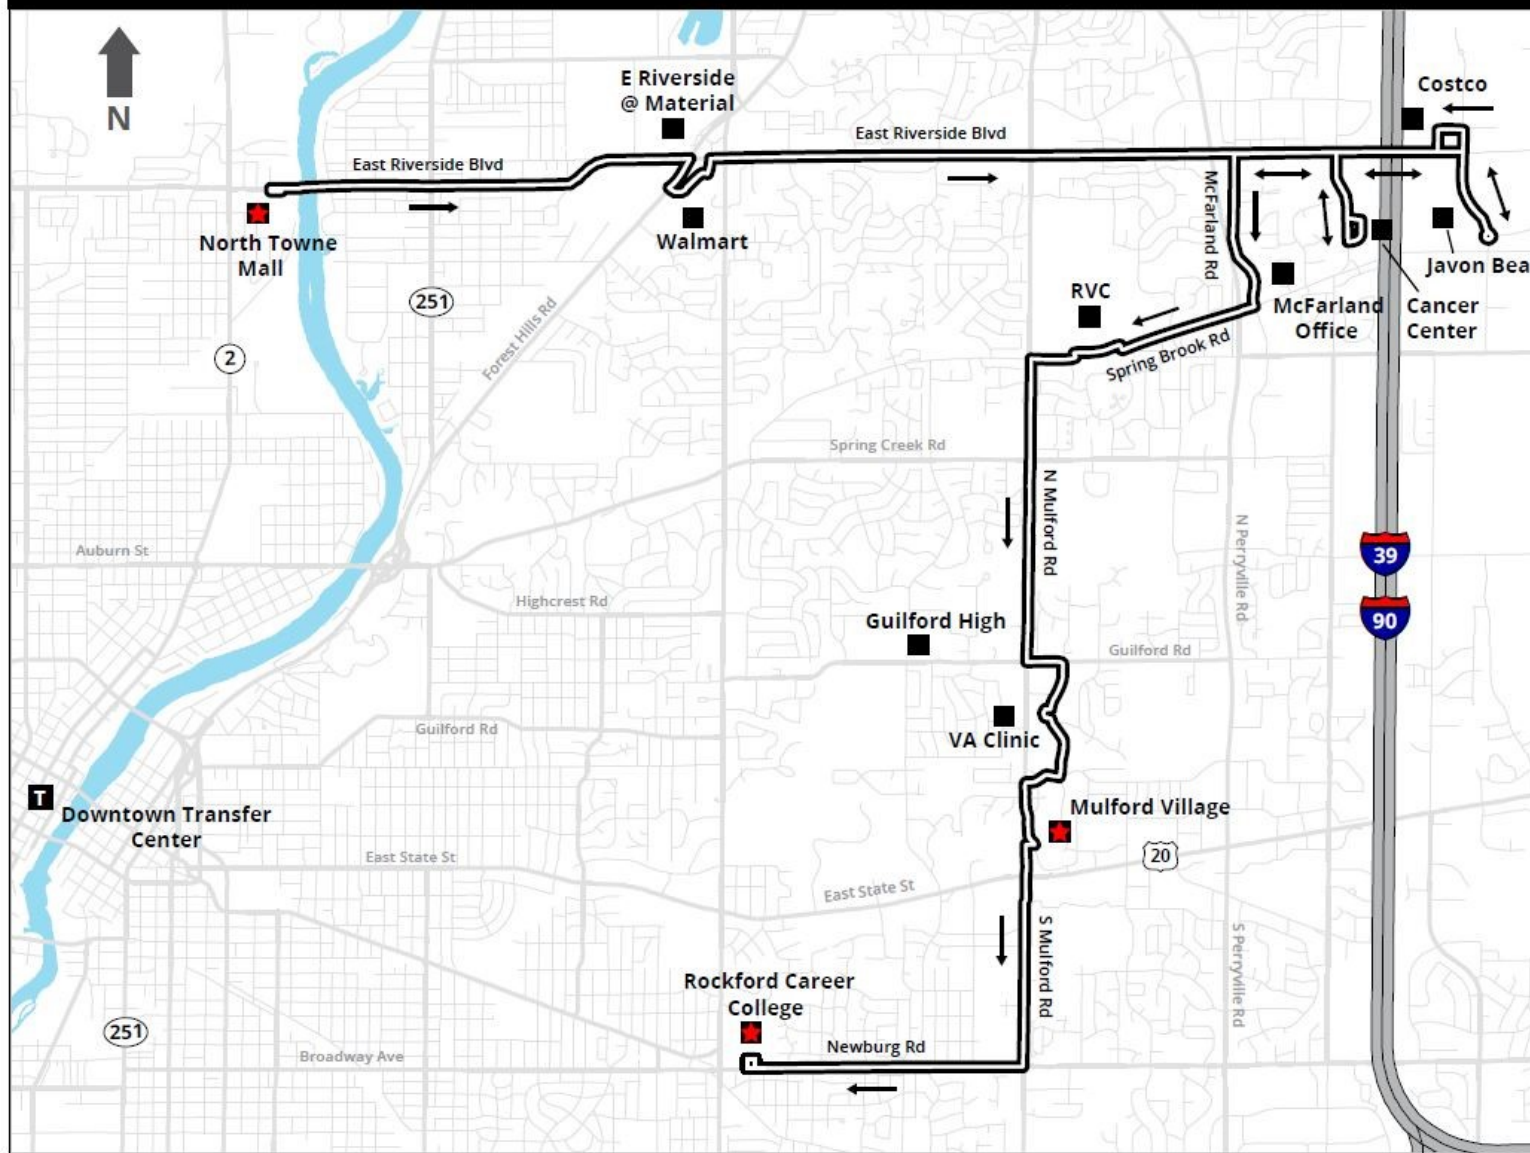 N
E Riverside
@ Material
Costco
East Riverside Blvd
East Riverside Blvd
North Towne
Mall
Walmart
McFarland Rd
Javon Bea
251
RVC
McFarland
Office
Cancer
Center
2
Forest Hills Rd
Spring Brook Rd
Spring Creek Rd
N Mulford Rd
Auburn St
N Perryville Rd
39
Highcrest Rd
90
Guilford High
Guilford Rd
Guilford Rd
VA Clinic
T
Downtown Transfer
Center
Mulford Village
East State St
20
East State St
S Mulford Rd
S Perryville Rd
Rockford Career
College
251
Broadway Ave
Newburg Rd